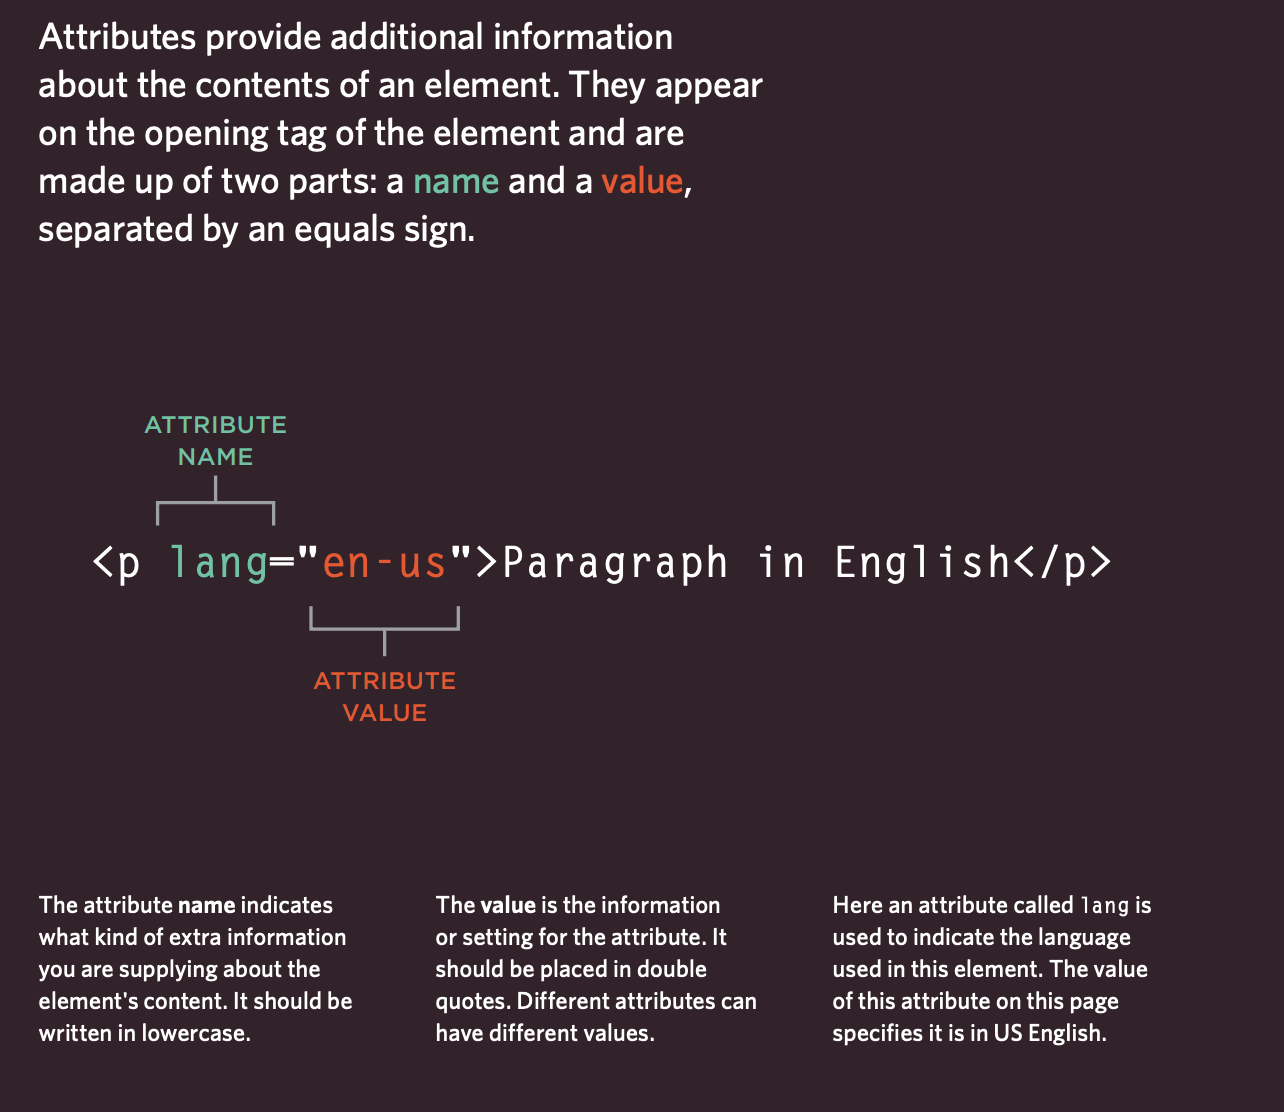 Attributes provide additional information
about the contents of an element. They appear
on the opening tag of the element and are
made up of two parts: a name and a value,
separated by an equals sign.
ATTRIBUTE
NAME
<p lang="en-us">Paragraph in English</p>
ATTRIBUTE
VALUE
The attribute name indicates
what kind of extra information
you are supplying about the
element's content. It should be
written in lowercase.
The value is the information
or setting for the attribute. It
should be placed in double
quotes. Different attributes can
have different values.
Here an attribute called lang is
used to indicate the language
used in this element. The value
of this attribute on this page
specifies it is in US English.